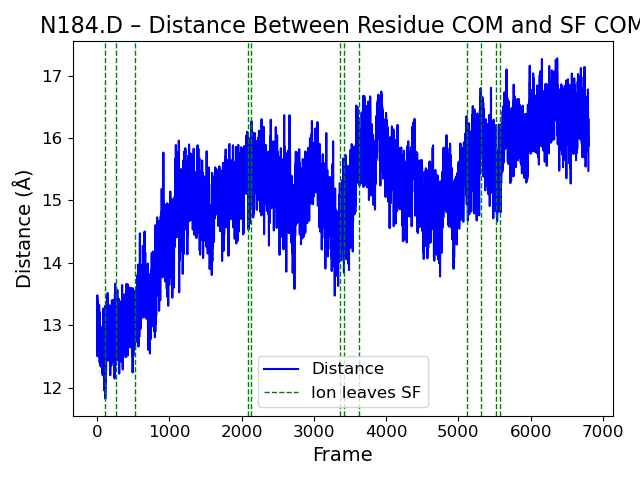 N184.D – Distance Between Residue COM and SF COM
Distance (Å)
17
16
15
14
13
12
Distance
Ion leaves SF
0 1000 2000 3000 4000 5000 6000 7000
Frame